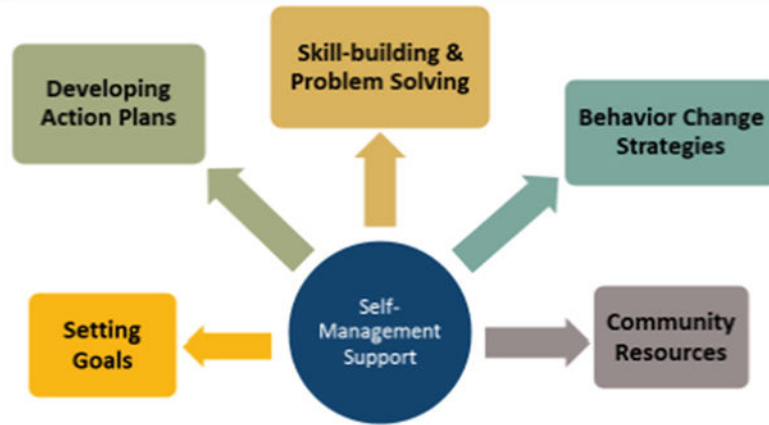 Skill-building &
Problem Solving
Developing
Action Plans
Behavior Change
Strategies
Setting
Goals
Self-
Management
Support
Community
Resources